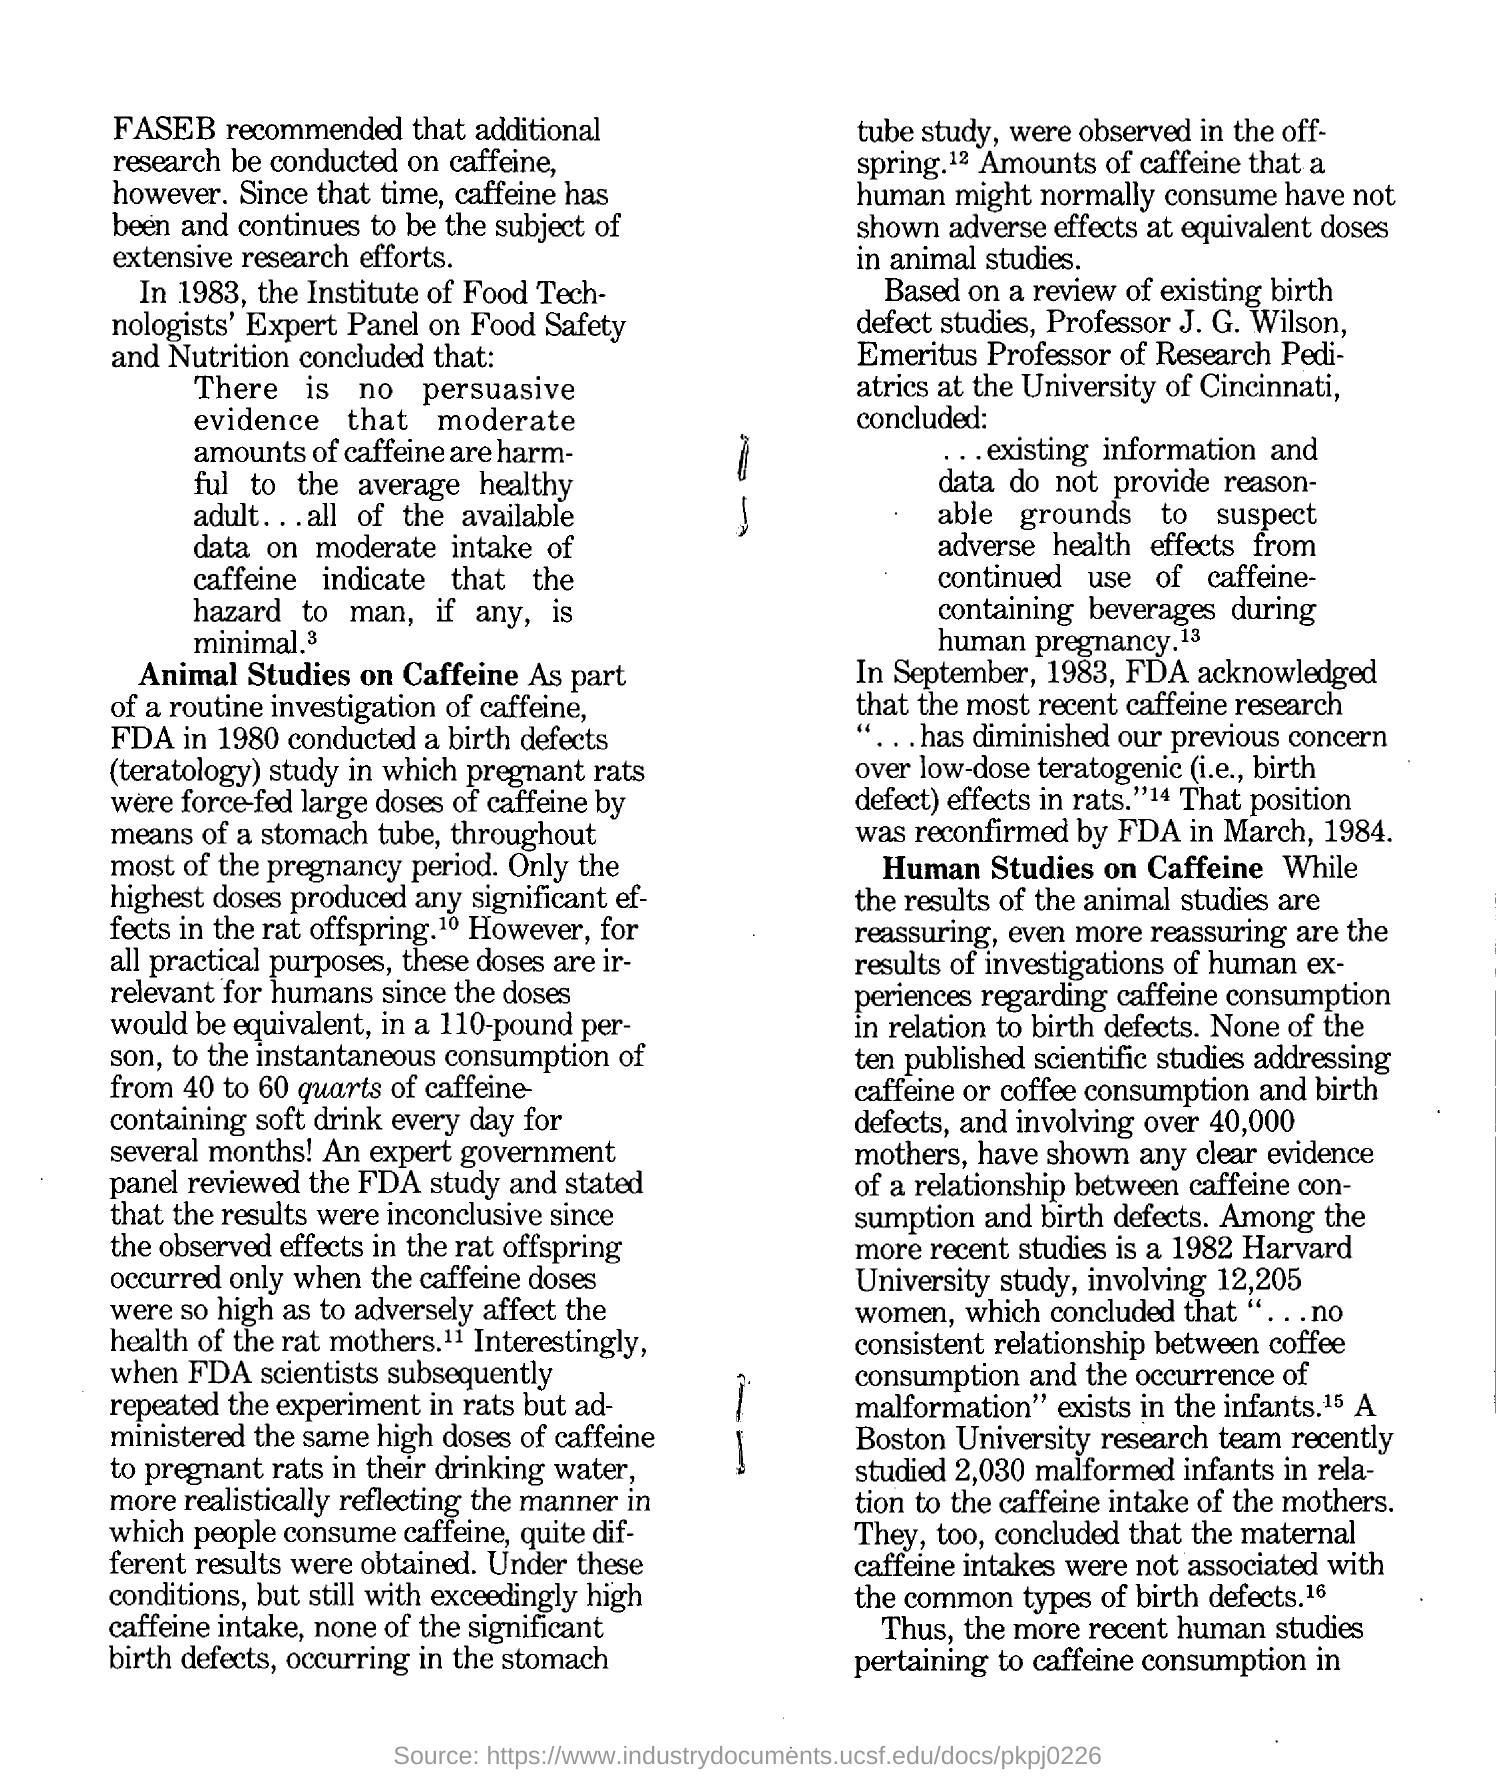 FASEB recommended that additional
research be conducted on caffeine,
however. Since that time, caffeine has
been and continues to be the subject of
extensive research efforts.
In 1983, the Institute of Food Tech-
nologists' Expert Panel on Food Safety
and Nutrition concluded that:
There is no persuasive
evidence that moderate
amounts of caffeine are harm-
ful to the average healthy
adult...all of the available
data on moderate intake of
caffeine indicate that the
hazard to man, if any, is
minimal.³
Animal Studies on Caffeine As part
of a routine investigation of caffeine,
FDA in 1980 conducted a birth defects
(teratology) study in which pregnant rats
were force-fed large doses of caffeine by
means of a stomach tube, throughout
most of the pregnancy period. Only the
highest doses produced any significant ef-
fects in the rat offspring.¹⁰ However, for
all practical purposes, these doses are ir-
relevant for humans since the doses
would be equivalent, in a 110-pound per-
son, to the instantaneous consumption of
from 40 to 60 quarts of caffeine-
containing soft drink every day for
several months! An expert government
panel reviewed the FDA study and stated
that the results were inconclusive since
the observed effects in the rat offspring
occurred only when the caffeine doses
were so high as to adversely affect the
health of the rat mothers.¹¹ Interestingly,
when FDA scientists subsequently
repeated the experiment in rats but ad-
ministered the same high doses of caffeine
to pregnant rats in their drinking water,
more realistically reflecting the manner in
which people consume caffeine, quite dif-
ferent results were obtained. Under these
conditions, but still with exceedingly high
caffeine intake, none of the significant
birth defects, occurring in the stomach
tube study, were observed in the off-
spring.¹² Amounts of caffeine that a
human might normally consume have not
shown adverse effects at equivalent doses
in animal studies.
Based on a review of existing birth
defect studies, Professor J. G. Wilson,
Emeritus Professor of Research Pedi-
atrics at the University of Cincinnati,
concluded:
...existing information and
data do not provide reason-
able grounds to suspect
adverse health effects from
continued use of caffeine-
containing beverages during
human pregnancy.¹³
In September, 1983, FDA acknowledged
that the most recent caffeine research
"...has diminished our previous concern
over low-dose teratogenic (i.e., birth
defect) effects in rats."¹⁴ That position
was reconfirmed by FDA in March, 1984.
Human Studies on Caffeine While
the results of the animal studies are
reassuring, even more reassuring are the
results of investigations of human ex-
periences regarding caffeine consumption
in relation to birth defects. None of the
ten published scientific studies addressing
caffeine or coffee consumption and birth
defects, and involving over 40,000
mothers, have shown any clear evidence
of a relationship between caffeine con-
sumption and birth defects. Among the
more recent studies is a 1982 Harvard
University study, involving 12,205
women, which concluded that "...no
consistent relationship between coffee
consumption and the occurrence of
malformation" exists in the infants.¹⁵ A
Boston University research team recently
studied 2,030 malformed infants in rela-
tion to the caffeine intake of the mothers.
They, too, concluded that the maternal
caffeine intakes were not associated with
the common types of birth defects.¹⁶
Thus, the more recent human studies
pertaining to caffeine consumption in
Source: https://www.industrydocuments.ucsf.edu/docs/pkpj0226